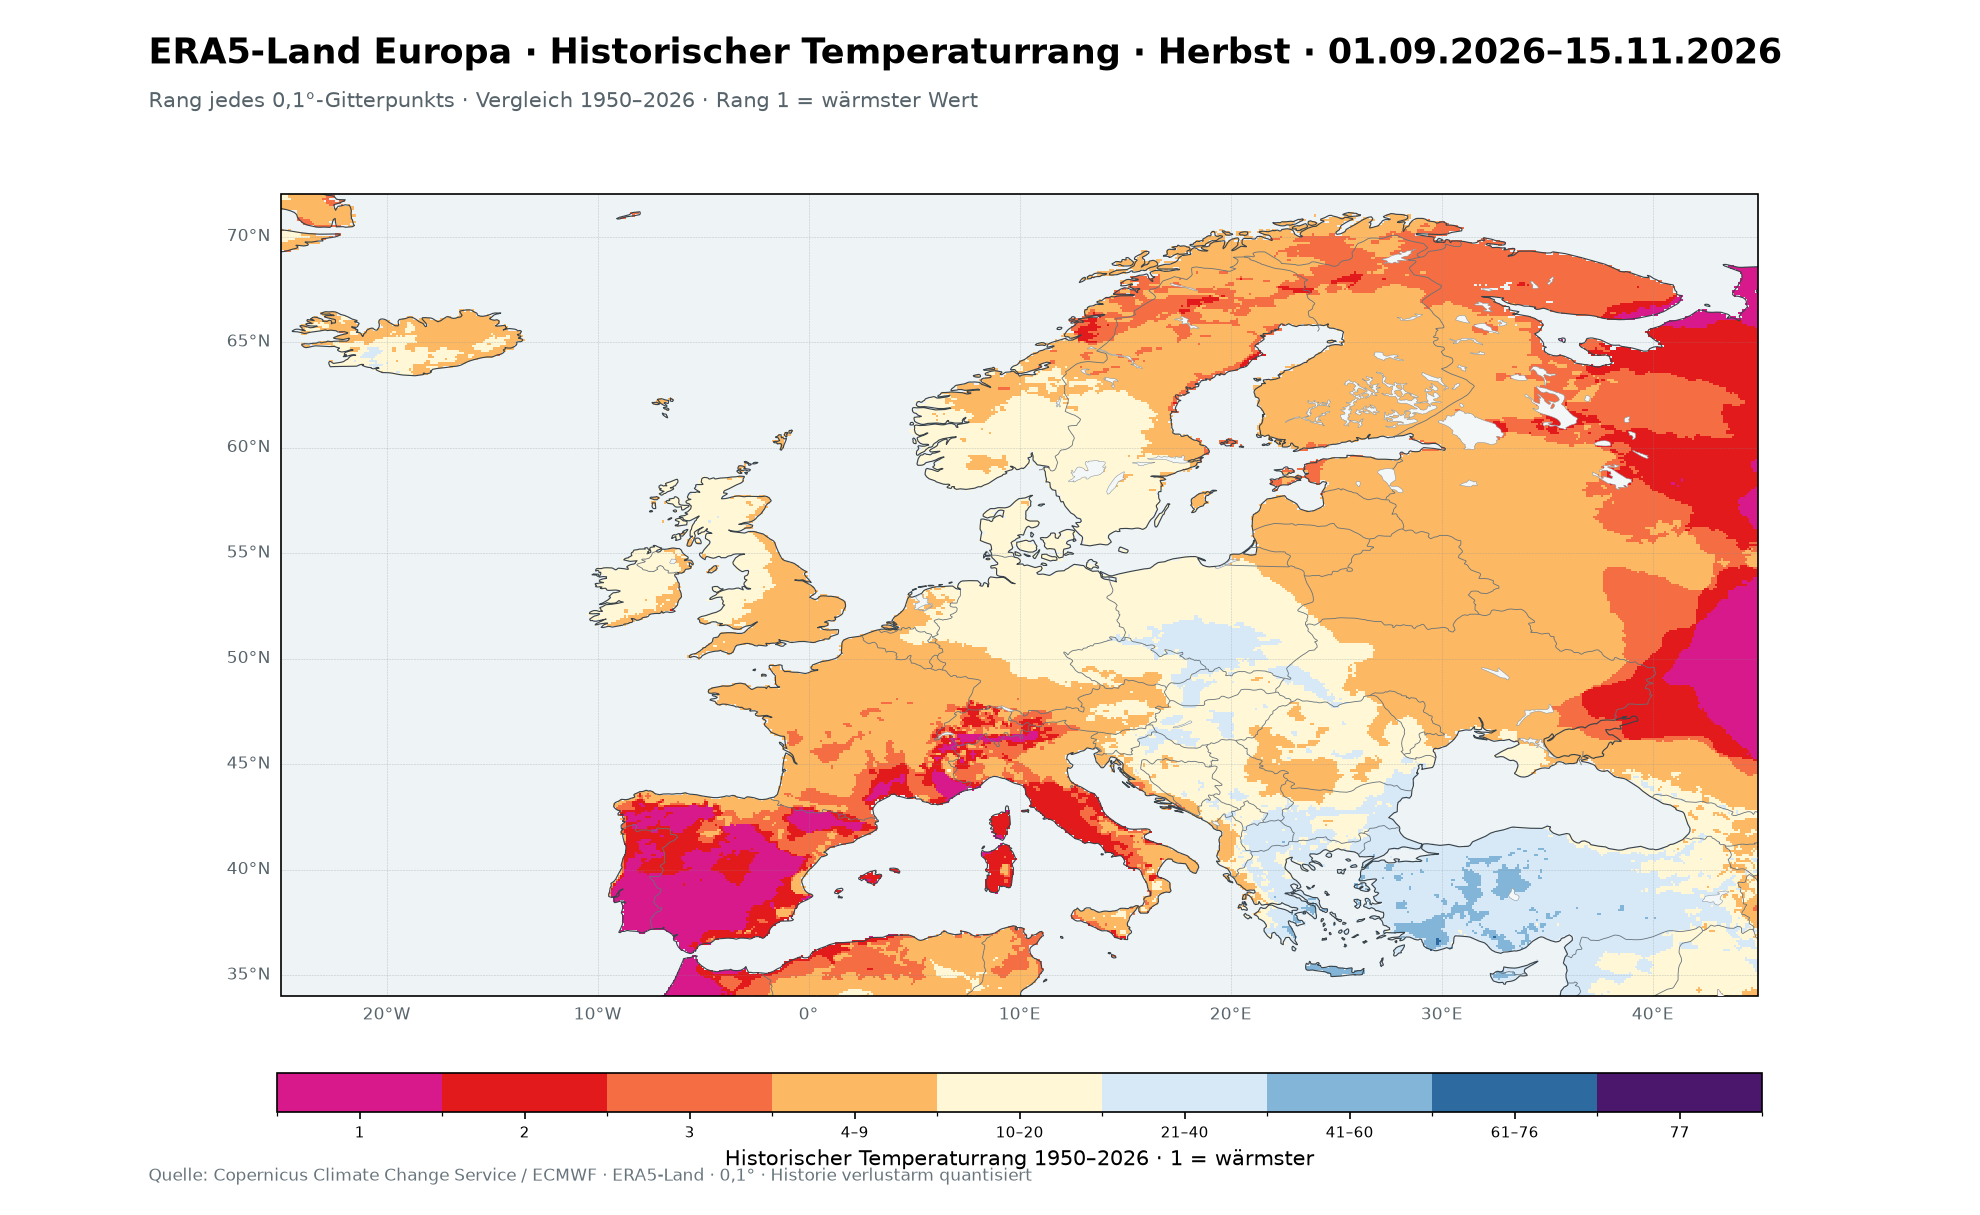 ERA5-Land Europa · Historischer Temperaturrang · Herbst · 01.09.2026–15.11.2026
Rang jedes 0,1°-Gitterpunkts · Vergleich 1950–2026 · Rang 1 = wärmster Wert
70°N
65°N
60°N
55°N
50°N
45°N
40°N
35°N
20°W 10°W 0° 10°E 20°E 30°E 40°E
1 2 3 4–9 10–20 21–40 41–60 61–76 77
Historischer Temperaturrang 1950–2026 · 1 = wärmster
Quelle: Copernicus Climate Change Service / ECMWF · ERA5-Land · 0,1° · Historie verlustarm quantisiert